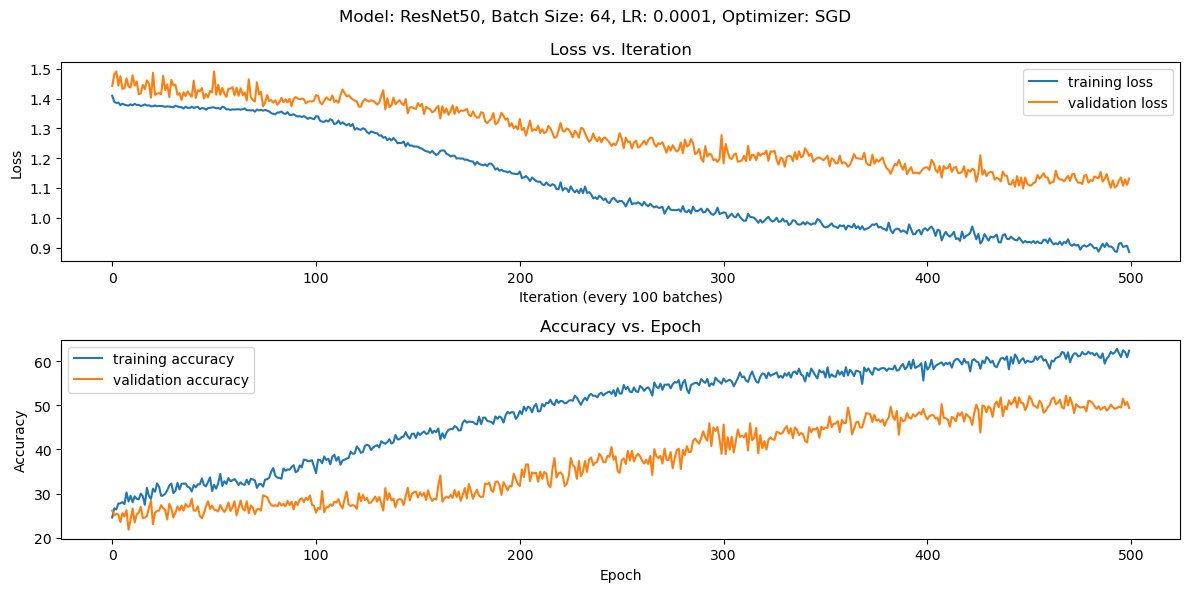 Model: ResNet50, Batch Size: 64, LR: 0.0001, Optimizer: SGD
Loss vs. Iteration
1.5
1.4
1.3
1.2
1.1
1.0
0.9
Loss
training loss
validation loss
0 100 200 300 400 500
Iteration (every 100 batches)
Accuracy vs. Epoch
60
50
40
30
20
Accuracy
training accuracy
validation accuracy
0 100 200 300 400 500
Epoch